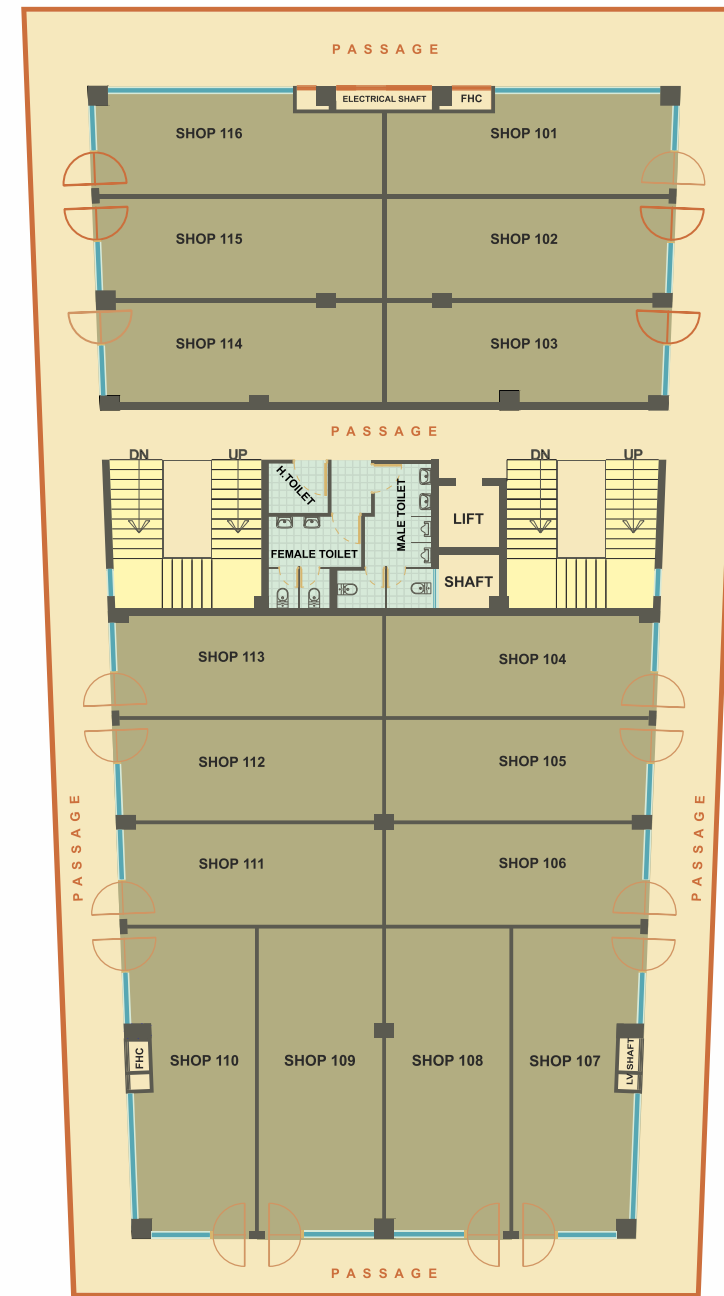 PASSAGE
ELECTRICAL SHAFT
FHC
SHOP 116
SHOP 101
SHOP 115
SHOP 102
SHOP 114
SHOP 103
PASSAGE
DN
UP
DN
UP
H.TOILET
MALE TOILET
LIFT
FEMALE TOILET
SHAFT
SHOP 113
SHOP 104
SHOP 112
SHOP 105
PASSAGE
PASSAGE
SHOP 111
SHOP 106
FHC
SHOP 110
SHOP 109
SHOP 108
SHOP 107
LV SHAFT
PASSAGE